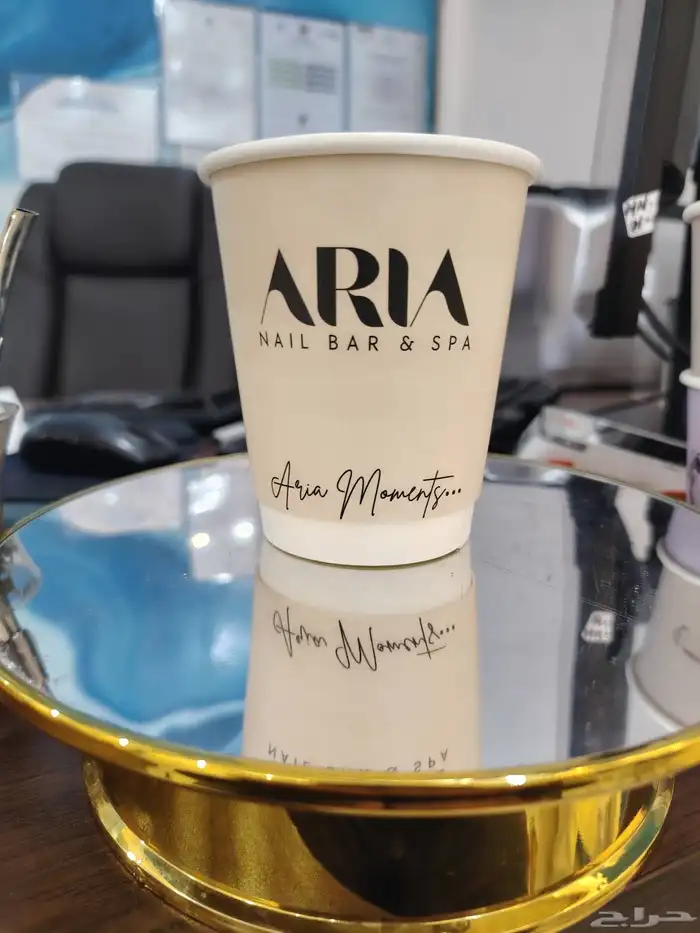 ARIA
NAIL BAR & SPA
Aria Moments...
حراج